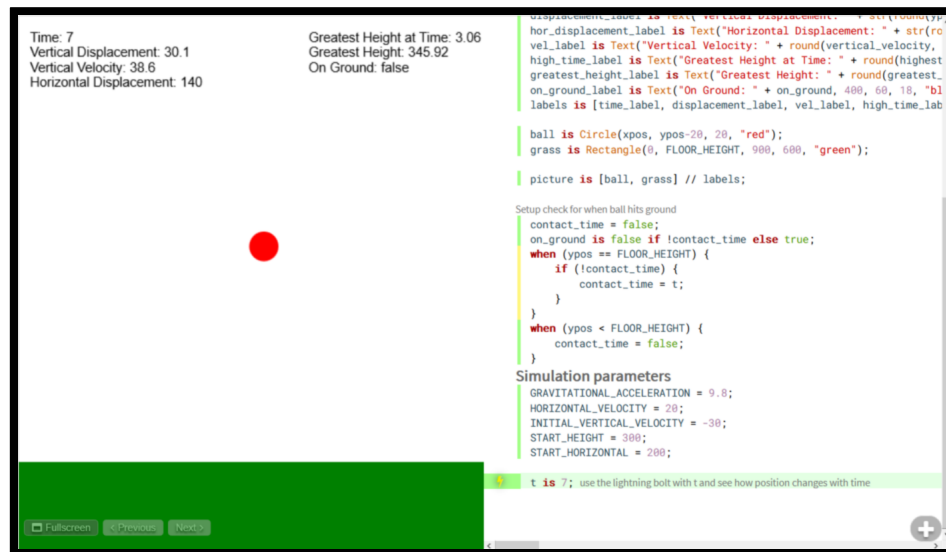 Time: 7
Vertical Displacement: 30.1
Vertical Velocity: 38.6
Horizontal Displacement: 140
Greatest Height at Time: 3.06
Greatest Height: 345.92
On Ground: false
hor_displacement_label is Text("Horizontal Displacement: " + str(ro
vel_label is Text("Vertical Velocity: " + round(vertical_velocity,
high_time_label is Text("Greatest Height at Time: " + round(highest
greatest_height_label is Text("Greatest Height: " + round(greatest_
on_ground_label is Text("On Ground: " + on_ground, 400, 60, 18, "bl
labels is [time_label, displacement_label, vel_label, high_time_lab
ball is Circle(xpos, ypos-20, 20, "red");
grass is Rectangle(0, FLOOR_HEIGHT, 900, 600, "green");
picture is [ball, grass] // labels;
Setup check for when ball hits ground
contact_time = false;
on_ground is false if !contact_time else true;
when (ypos == FLOOR_HEIGHT) {
if (!contact_time) {
contact_time = t;
}
}
when (ypos < FLOOR_HEIGHT) {
contact_time = false;
}
Simulation parameters
GRAVITATIONAL_ACCELERATION = 9.8;
HORIZONTAL_VELOCITY = 20;
INITIAL_VERTICAL_VELOCITY = -30;
START_HEIGHT = 300;
START_HORIZONTAL = 200;
t is 7; use the lightning bolt with t and see how position changes with time
Fullscreen < Previous Next >